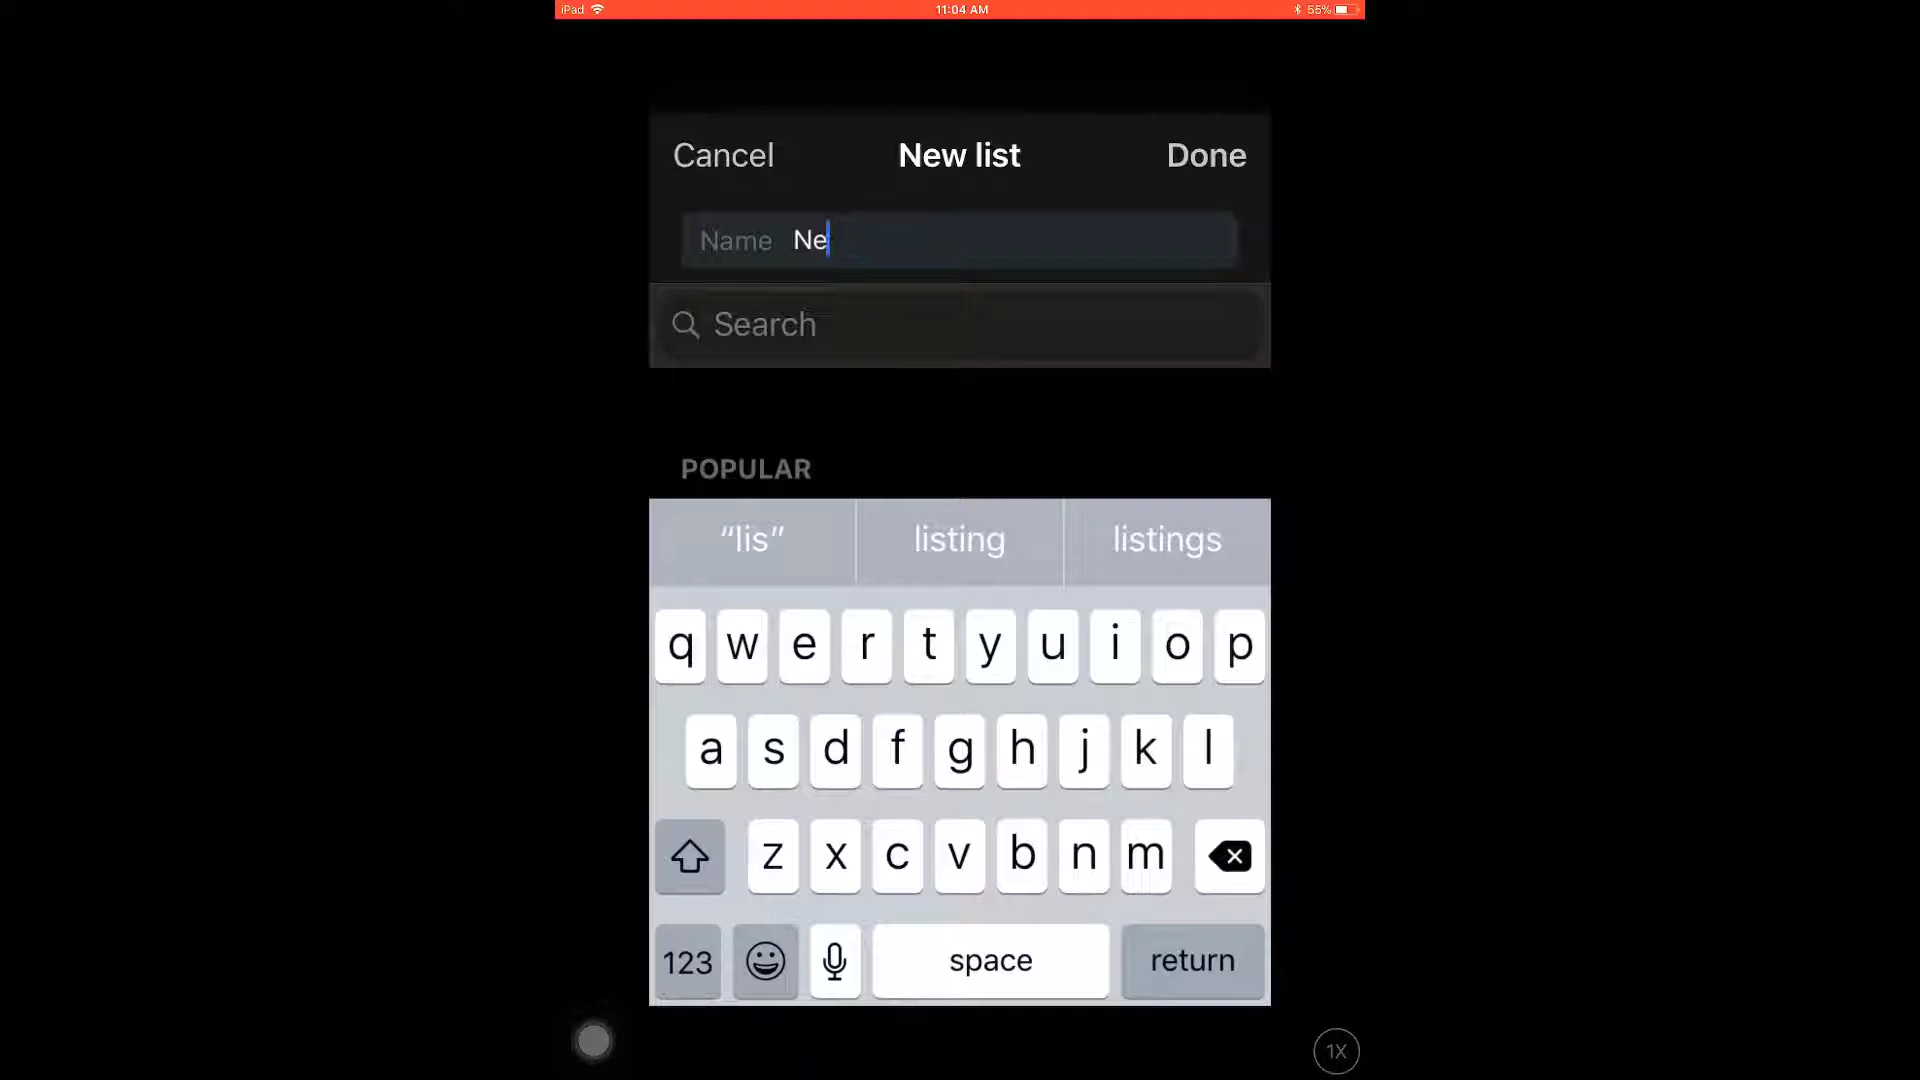 iPad 11:04 AM 55%
Cancel New list Done
Name Ne
Search
POPULAR
“lis” listing listings
q w e r t y u i o p
a s d f g h j k l
z x c v b n m
123 space return
1X